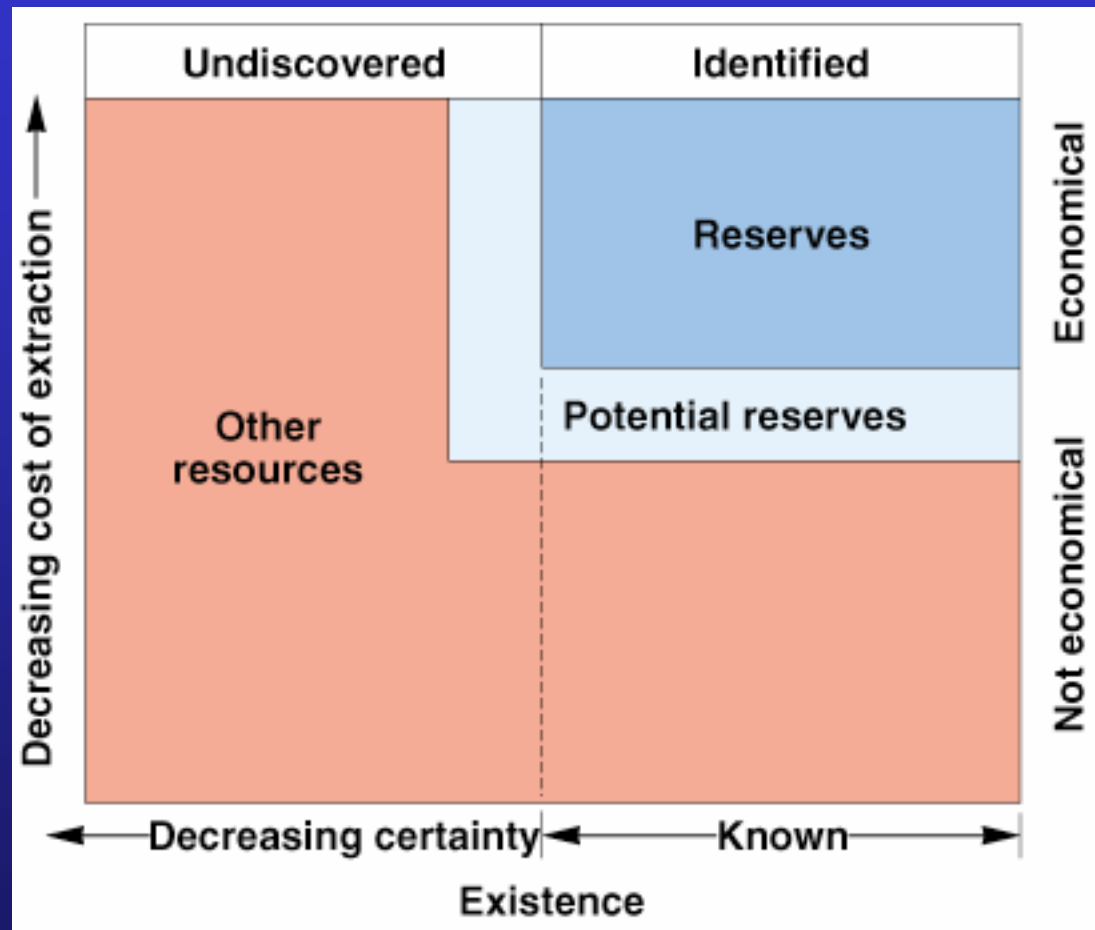 Undiscovered
Identified
Decreasing cost of extraction
Economical
Reserves
Other
resources
Potential reserves
Not economical
Decreasing certainty
Known
Existence